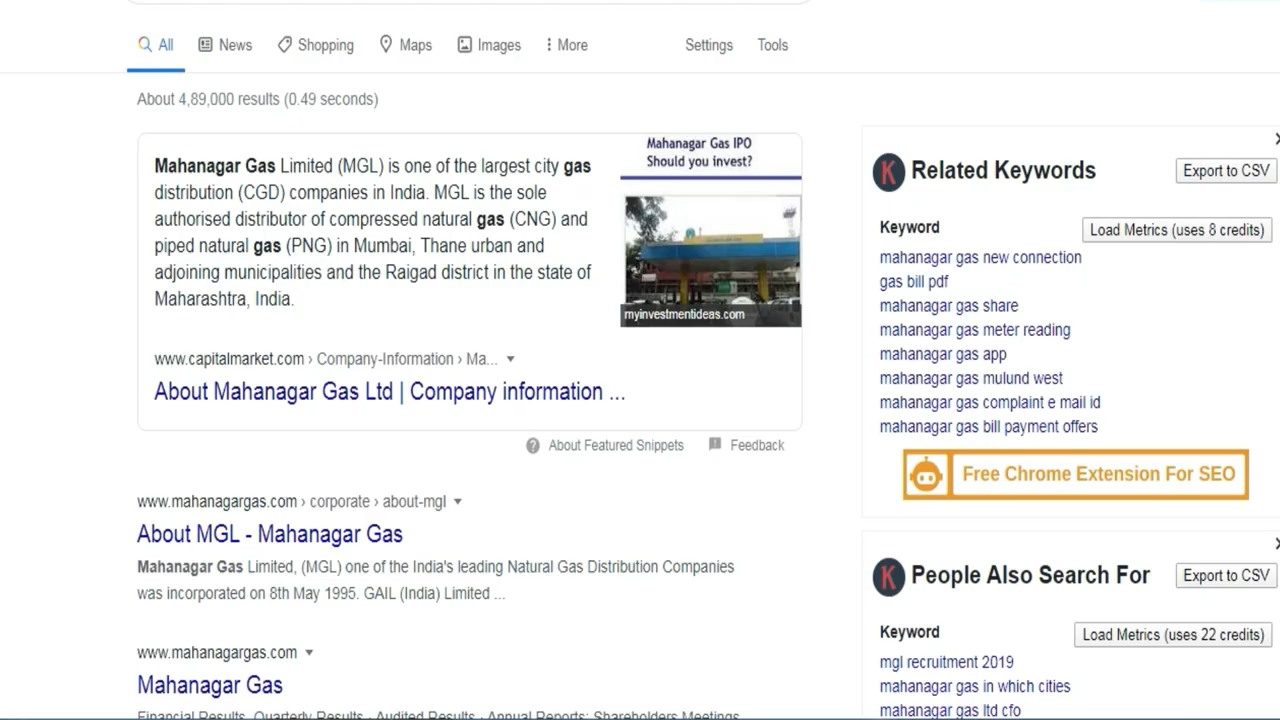 All
News
Shopping
Maps
Images
More
Settings
Tools
About 4,89,000 results (0.49 seconds)
Mahanagar Gas Limited (MGL) is one of the largest city gas
distribution (CGD) companies in India. MGL is the sole
authorised distributor of compressed natural gas (CNG) and
piped natural gas (PNG) in Mumbai, Thane urban and
adjoining municipalities and the Raigad district in the state of
Maharashtra, India.
Mahanagar Gas IPO
Should you invest?
myinvestmentideas.com
www.capitalmarket.com › Company-Information › Ma...
About Mahanagar Gas Ltd | Company information ...
About Featured Snippets
Feedback
www.mahanagargas.com › corporate › about-mgl
About MGL - Mahanagar Gas
Mahanagar Gas Limited, (MGL) one of the India's leading Natural Gas Distribution Companies
was incorporated on 8th May 1995. GAIL (India) Limited ...
www.mahanagargas.com
Mahanagar Gas
Financial Results, Quarterly Results · Audited Results · Annual Reports; Shareholders Meetings
K Related Keywords
Export to CSV
Keyword
Load Metrics (uses 8 credits)
mahanagar gas new connection
gas bill pdf
mahanagar gas share
mahanagar gas meter reading
mahanagar gas app
mahanagar gas mulund west
mahanagar gas complaint e mail id
mahanagar gas bill payment offers
Free Chrome Extension For SEO
K People Also Search For
Export to CSV
Keyword
Load Metrics (uses 22 credits)
mgl recruitment 2019
mahanagar gas in which cities
mahanagar gas ltd cfo